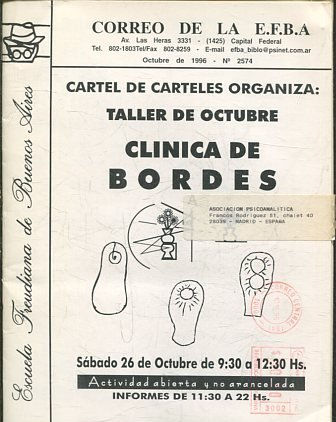 CORREO DE LA E.F.B.A
Av. Las Heras 3331 - (1425) Capital Federal
Tel. 802-1803Tel/Fax 802-8259 - E-mail efba_biblo@psinet.com.ar
Octubre de 1996 - Nº 2574
CARTEL DE CARTELES ORGANIZA:
TALLER DE OCTUBRE
CLINICA DE
BORDES
ASOCIACION PSICOANALITICA
Francos Rodriguez 51, chalet 40
28039 - MADRID - ESPAÑA
Sábado 26 de Octubre de 9:30 a 12:30 Hs.
Actividad abierta y no arancelada
INFORMES DE 11:30 A 22 Hs.
Escuela Freudiana de Buenos Aires